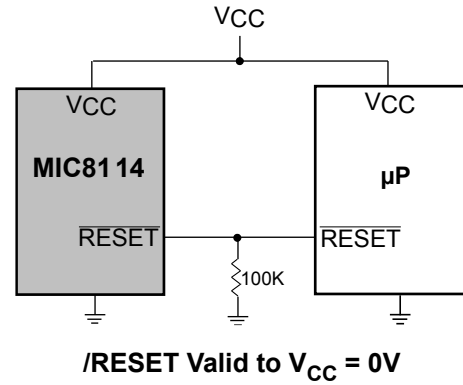 VCC
VCC
VCC
MIC8114
µP
RESET
RESET
100K
/RESET Valid to VCC = 0V